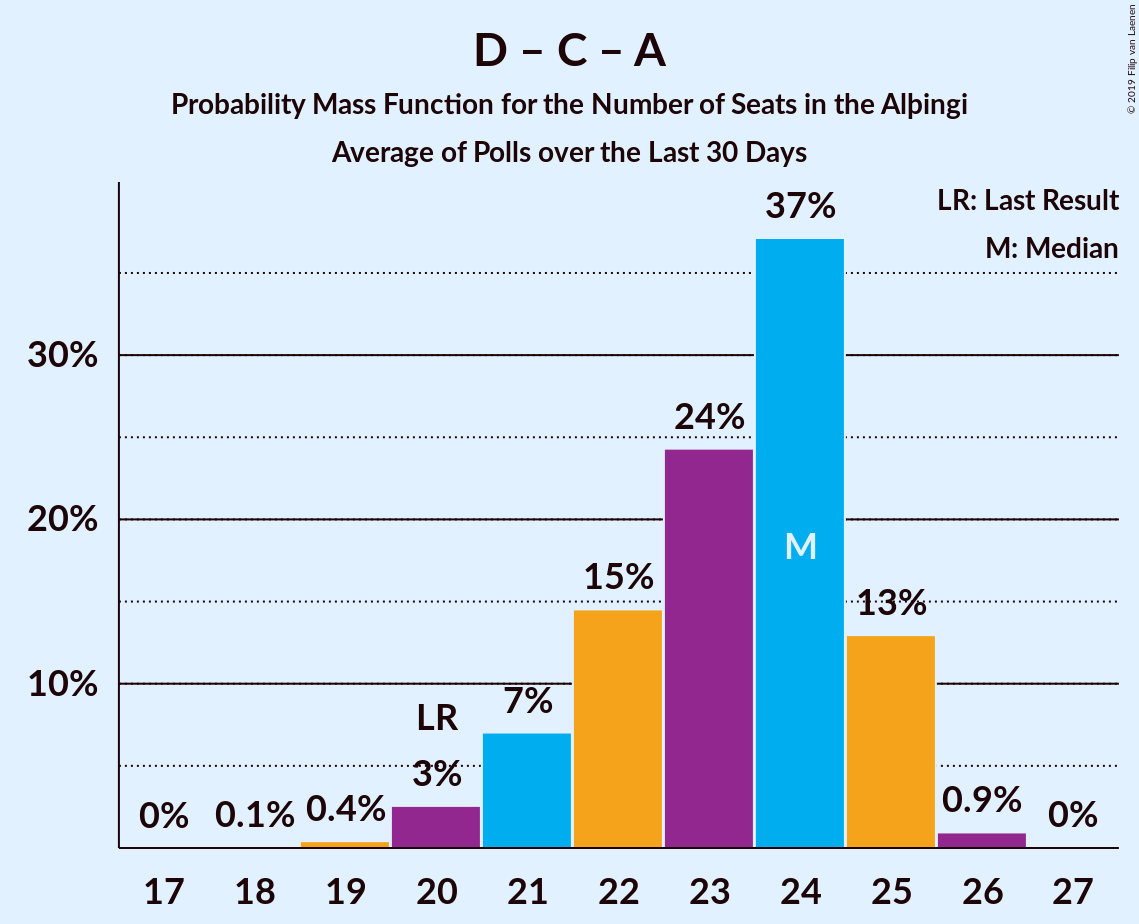 D – C – A
Probability Mass Function for the Number of Seats in the Alþingi
Average of Polls over the Last 30 Days
© 2019 Filip van Laenen
LR: Last Result
M: Median
30%
20%
10%
0%
0.1%
0.4%
LR
3%
7%
15%
24%
37%
M
13%
0.9%
0%
17 18 19 20 21 22 23 24 25 26 27